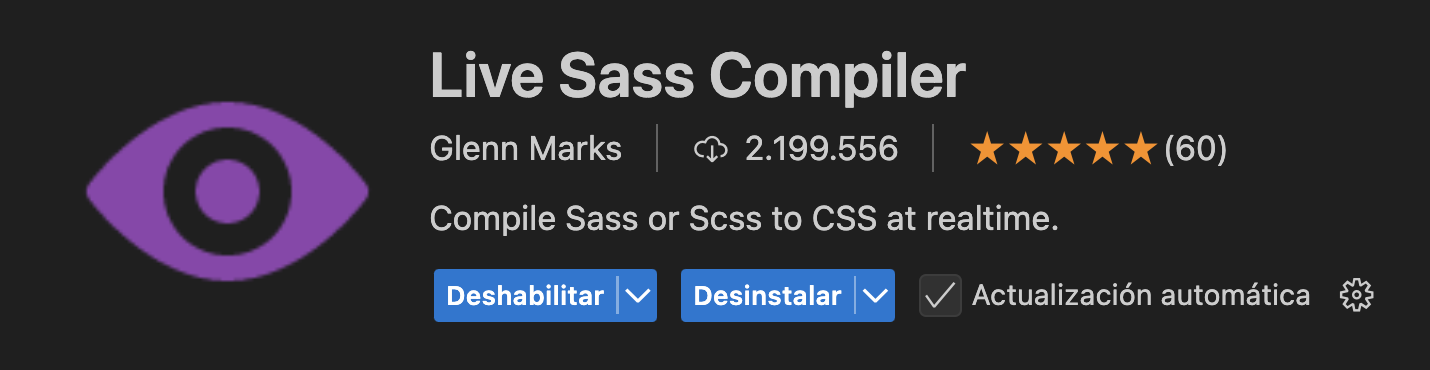 Live Sass Compiler
Glenn Marks 2.199.556 (60)
Compile Sass or Scss to CSS at realtime.
Deshabilitar Desinstalar Actualización automática